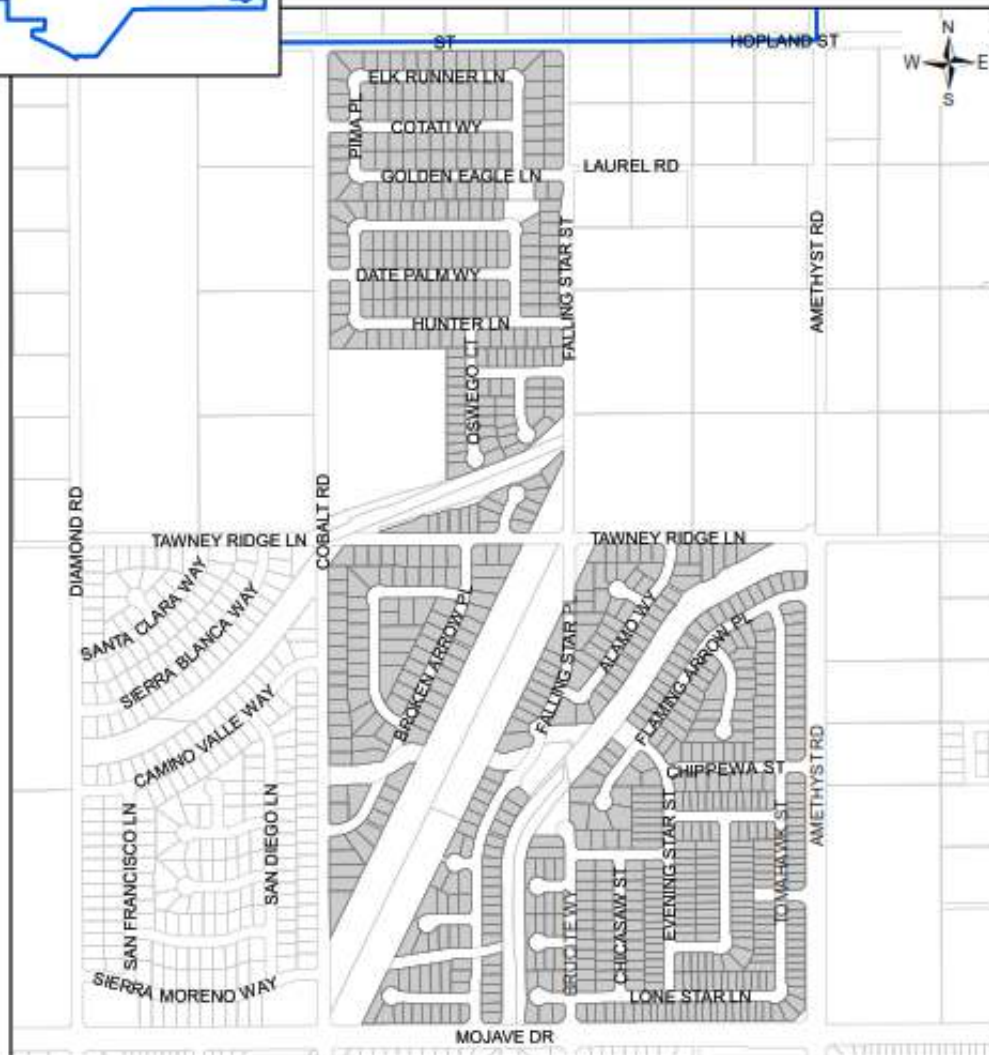 ST
HOPLAND ST
N
W
E
S
ELK RUNNER LN
PIMA PL
COTATI WY
GOLDEN EAGLE LN
LAUREL RD
FALLING STAR ST
AMETHYST RD
DATE PALM WY
HUNTER LN
OSWEGO CT
DIAMOND RD
COBALT RD
TAWNEY RIDGE LN
TAWNEY RIDGE LN
SANTA CLARA WAY
SIERRA BLANCA WAY
BROKEN ARROW PL
FALLING STAR PL
ALAMO WY
FLAMING ARROW PL
CAMINO VALLE WAY
CHIPPEWA ST
AMETHYST RD
SAN FRANCISCO LN
SAN DIEGO LN
EVENING STAR ST
TOMAHAWK ST
CHICASAW ST
BRUCITE WY
SIERRA MORENO WAY
LONE STAR LN
MOJAVE DR